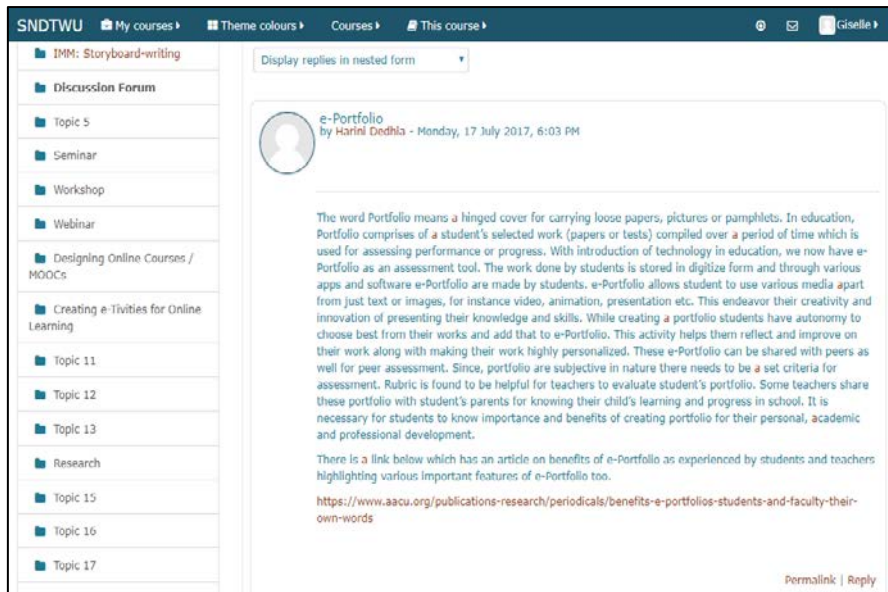 SNDTWU My courses Theme colours Courses This course Giselle
IMM: Storyboard-writing
Discussion Forum
Topic 5
Seminar
Workshop
Webinar
Designing Online Courses /
MOOCs
Creating e-Tivities for Online
Learning
Topic 11
Topic 12
Topic 13
Research
Topic 15
Topic 16
Topic 17
Display replies in nested form
e-Portfolio
by Harini Dedhia - Monday, 17 July 2017, 6:03 PM
The word Portfolio means a hinged cover for carrying loose papers, pictures or pamphlets. In education,
Portfolio comprises of a student's selected work (papers or tests) compiled over a period of time which is
used for assessing performance or progress. With introduction of technology in education, we now have e-
Portfolio as an assessment tool. The work done by students is stored in digitize form and through various
apps and software e-Portfolio are made by students. e-Portfolio allows student to use various media apart
from just text or images, for instance video, animation, presentation etc. This endeavor their creativity and
innovation of presenting their knowledge and skills. While creating a portfolio students have autonomy to
choose best from their works and add that to e-Portfolio. This activity helps them reflect and improve on
their work along with making their work highly personalized. These e-Portfolio can be shared with peers as
well for peer assessment. Since, portfolio are subjective in nature there needs to be a set criteria for
assessment. Rubric is found to be helpful for teachers to evaluate student's portfolio. Some teachers share
these portfolio with student's parents for knowing their child's learning and progress in school. It is
necessary for students to know importance and benefits of creating portfolio for their personal, academic
and professional development.
There is a link below which has an article on benefits of e-Portfolio as experienced by students and teachers
highlighting various important features of e-Portfolio too.
https://www.aacu.org/publications-research/periodicals/benefits-e-portfolios-students-and-faculty-their-
own-words
Permalink | Reply